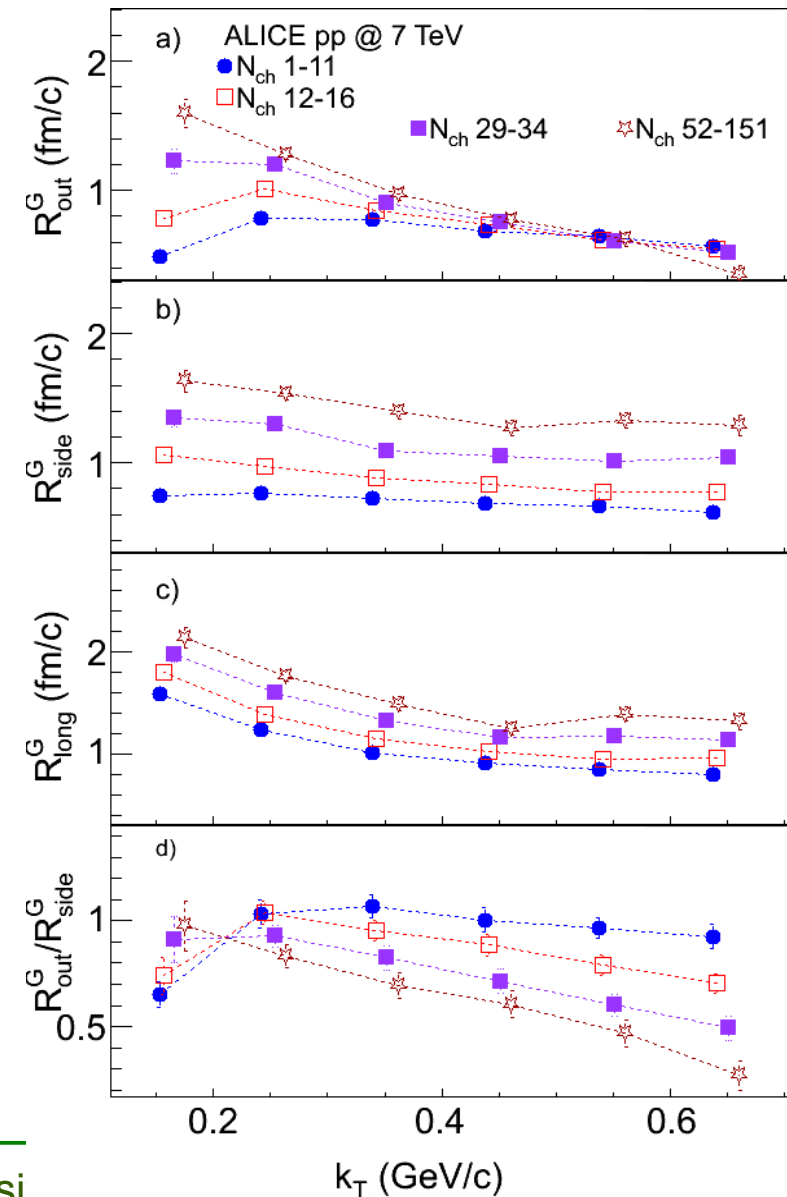 a) ALICE pp @ 7 TeV
N_ch 1-11
N_ch 12-16
N_ch 29-34 N_ch 52-151
2
1
R^G_out (fm/c)
b)
2
1
R^G_side (fm/c)
c)
2
1
R^G_long (fm/c)
d)
1
0.5
R^G_out/R^G_side
0.2 0.4 0.6
k_T (GeV/c)
si